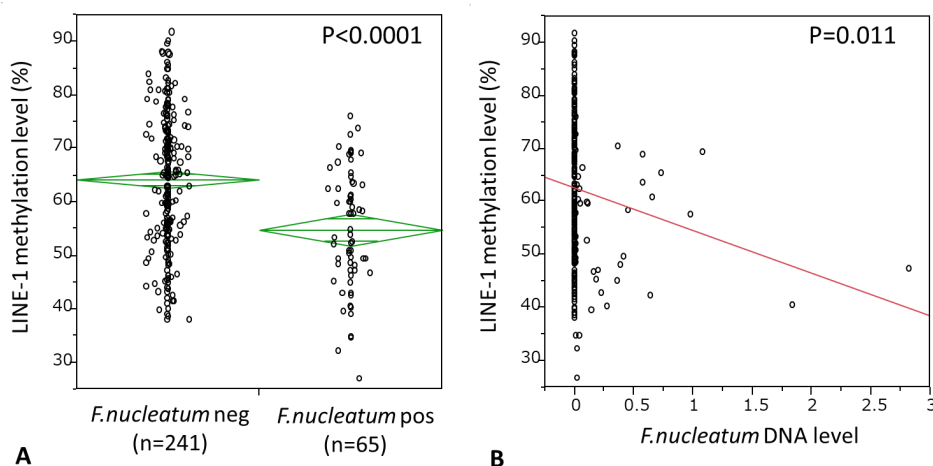 P<0.0001
LINE-1 methylation level (%)
90
80
70
60
50
40
30
F.nucleatum neg
(n=241)
F.nucleatum pos
(n=65)
A
P=0.011
LINE-1 methylation level (%)
90
80
70
60
50
40
30
0 0.5 1 1.5 2 2.5 3
F.nucleatum DNA level
B